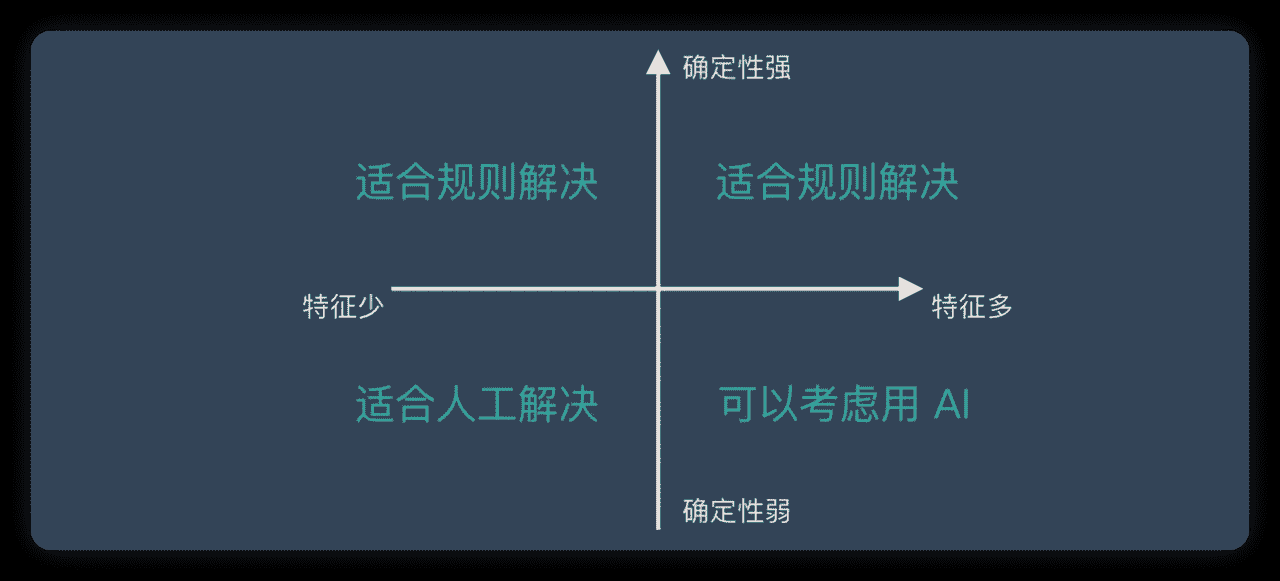 确定性强
适合规则解决
适合规则解决
特征少
特征多
适合人工解决
可以考虑用 AI
确定性弱